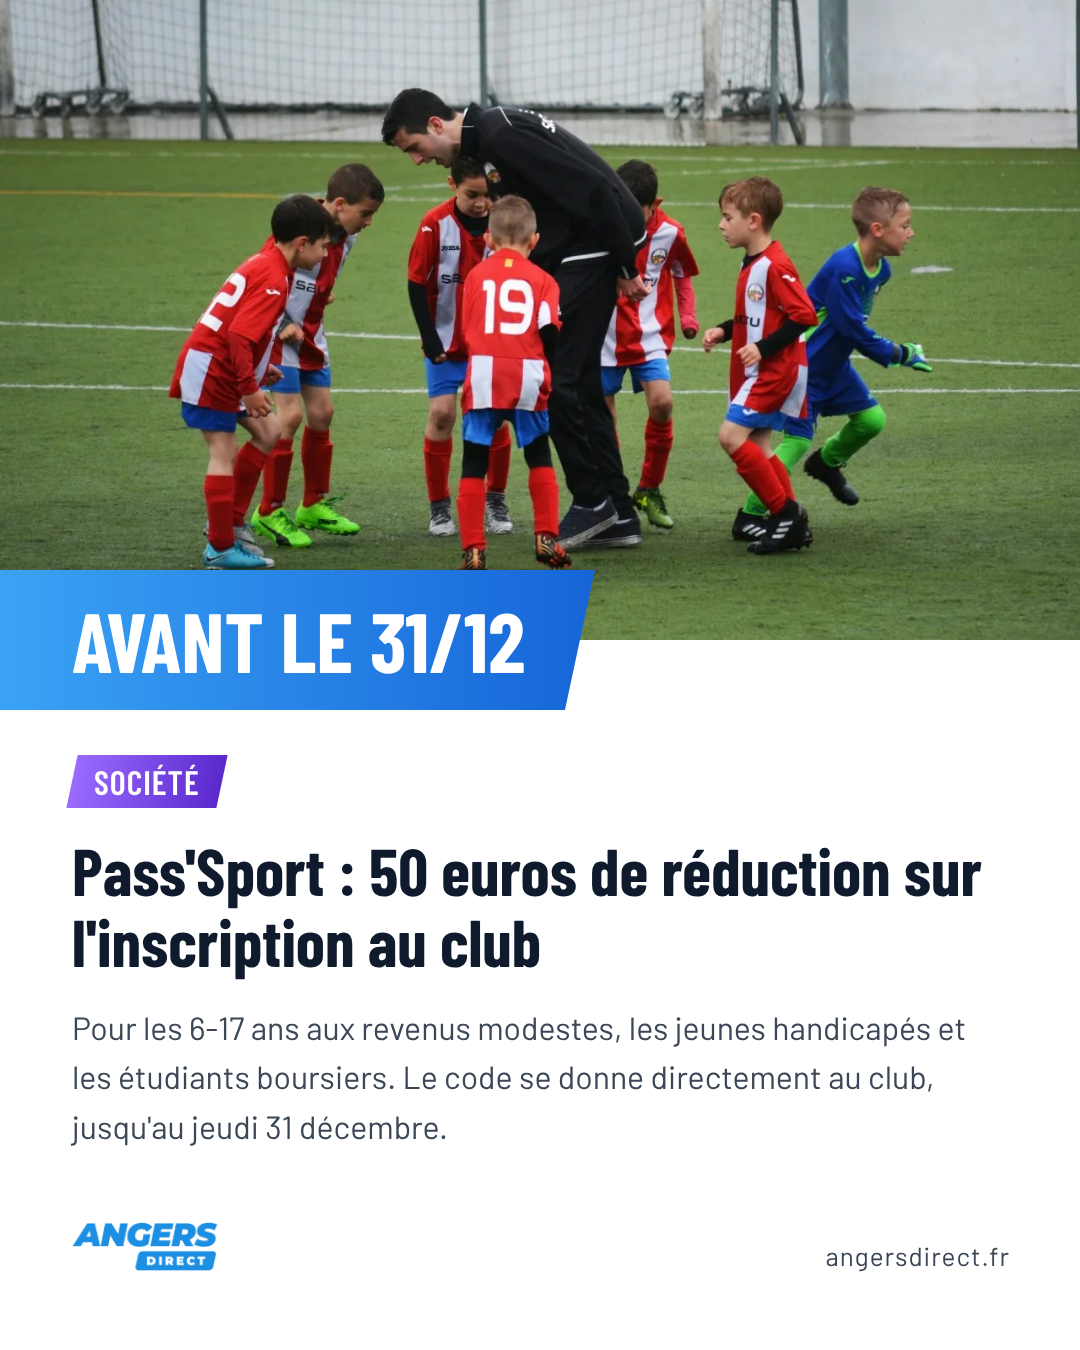 2
19
AVANT LE 31/12
SOCIÉTÉ
Pass'Sport : 50 euros de réduction sur
l'inscription au club
Pour les 6-17 ans aux revenus modestes, les jeunes handicapés et
les étudiants boursiers. Le code se donne directement au club,
jusqu'au jeudi 31 décembre.
ANGERS
DIRECT
angersdirect.fr